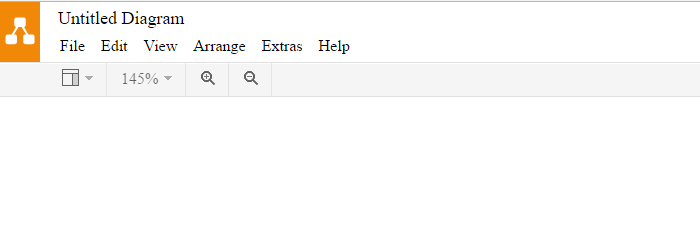 Untitled Diagram
File Edit View Arrange Extras Help
145%